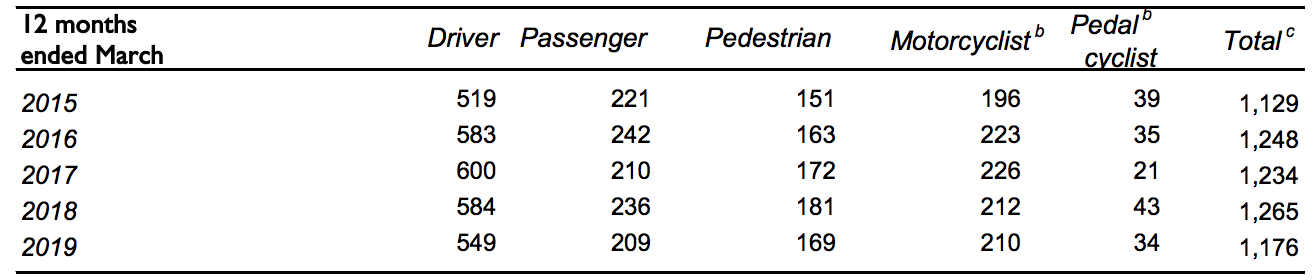 12 months ended March Driver Passenger Pedestrian Motorcyclist b Pedal b cyclist Total c
2015 519 221 151 196 39 1,129
2016 583 242 163 223 35 1,248
2017 600 210 172 226 21 1,234
2018 584 236 181 212 43 1,265
2019 549 209 169 210 34 1,176